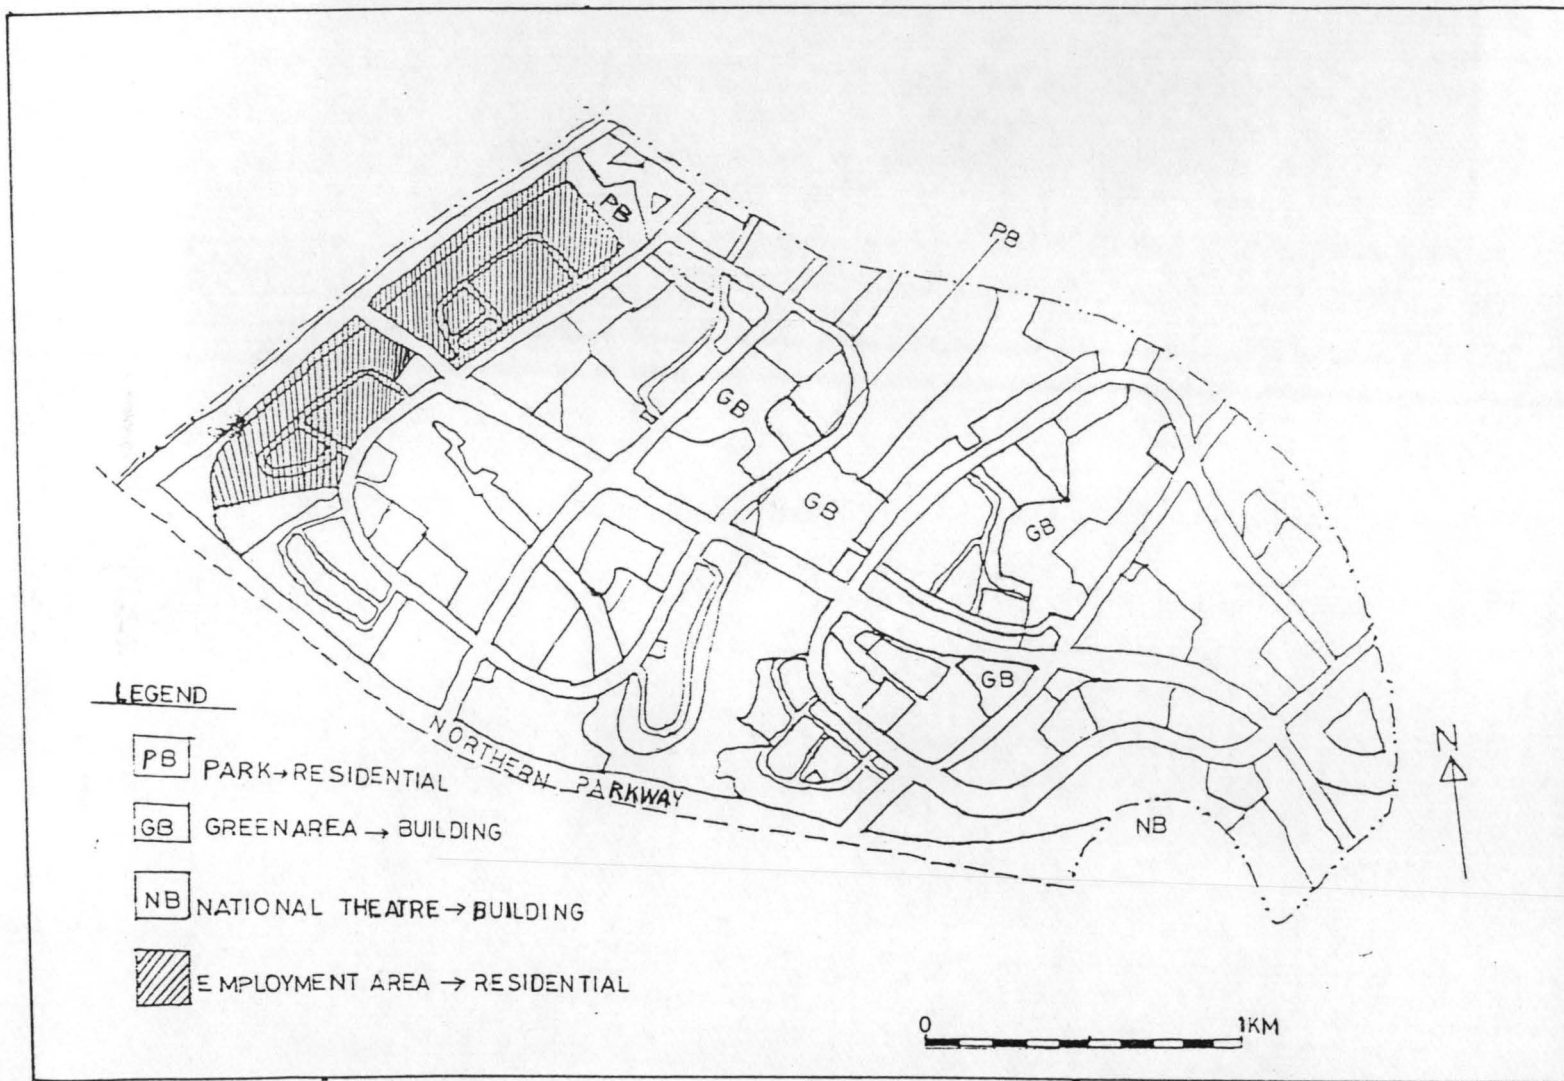 PB
PB
GB
GB
GB
GB
NB
NORTHERN PARKWAY
N
LEGEND
PB PARK→RESIDENTIAL
GB GREENAREA → BUILDING
NB NATIONAL THEATRE → BUILDING
EMPLOYMENT AREA → RESIDENTIAL
0 1KM